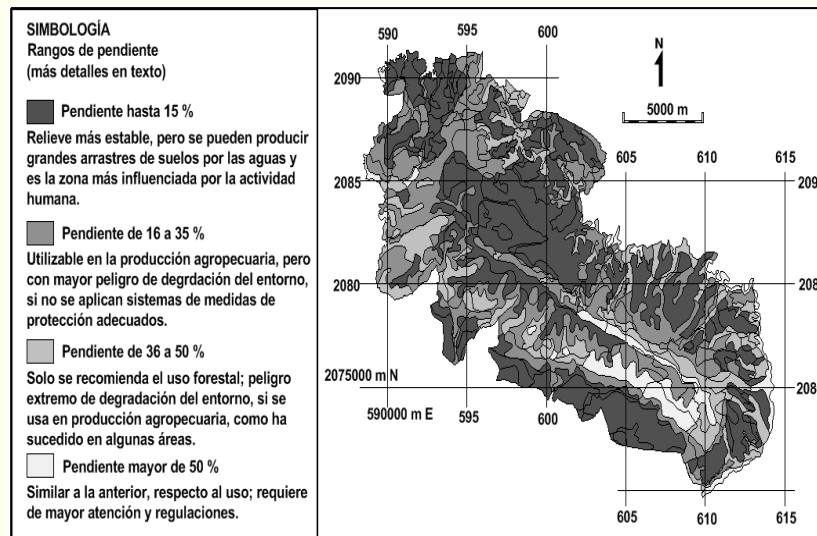 SIMBOLOGÍA
Rangos de pendiente
(más detalles en texto)
Pendiente hasta 15 %
Relieve más estable, pero se pueden producir
grandes arrastres de suelos por las aguas y
es la zona más influenciada por la actividad
humana.
Pendiente de 16 a 35 %
Utilizable en la producción agropecuaria, pero
con mayor peligro de degrdación del entorno,
si no se aplican sistemas de medidas de
protección adecuados.
Pendiente de 36 a 50 %
Solo se recomienda el uso forestal; peligro
extremo de degradación del entorno, si se
usa en producción agropecuaria, como ha
sucedido en algunas áreas.
Pendiente mayor de 50 %
Similar a la anterior, respecto al uso; requiere
de mayor atención y regulaciones.
590 595 600
N
2090
5000 m
605 610 615
2085
2080
2075000 m N
590000 m E 595 600
605 610 615